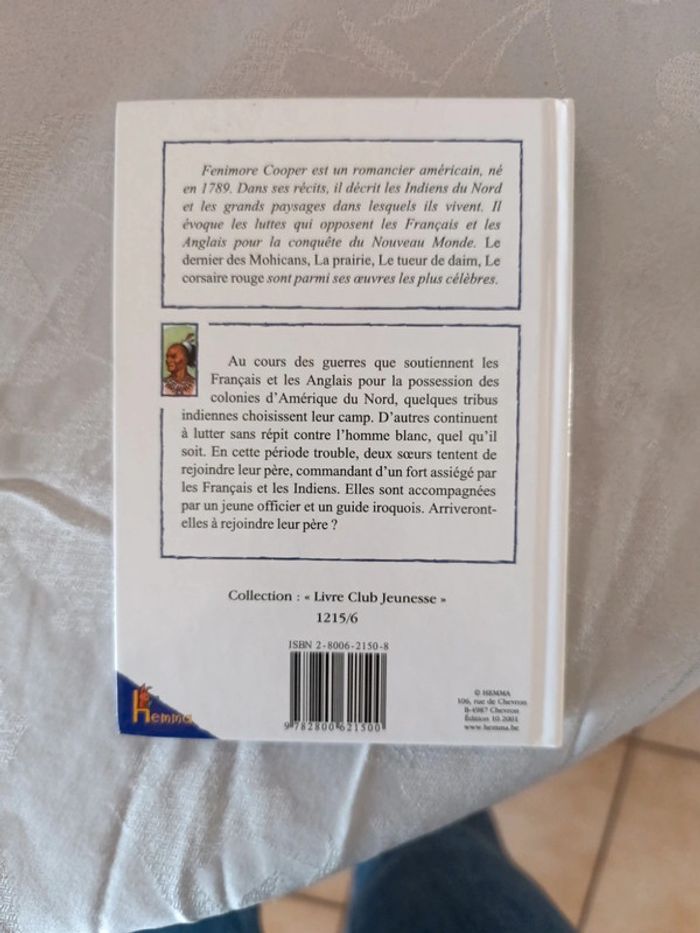 Fenimore Cooper est un romancier américain, né
en 1789. Dans ses récits, il décrit les Indiens du Nord
et les grands paysages dans lesquels ils vivent. Il
évoque les luttes qui opposent les Français et les
Anglais pour la conquête du Nouveau Monde. Le
dernier des Mohicans, La prairie, Le tueur de daim, Le
corsaire rouge sont parmi ses œuvres les plus célèbres.
Au cours des guerres que soutiennent les
Français et les Anglais pour la possession des
colonies d'Amérique du Nord, quelques tribus
indiennes choisissent leur camp. D'autres continuent
à lutter sans répit contre l'homme blanc, quel qu'il
soit. En cette période trouble, deux sœurs tentent de
rejoindre leur père, commandant d'un fort assiégé par
les Français et les Indiens. Elles sont accompagnées
par un jeune officier et un guide iroquois. Arriveront-
elles à rejoindre leur père ?
Collection : « Livre Club Jeunesse »
1215/6
ISBN 2-8006-2150-8
9 782800 621500
Hemma
© HEMMA
106, rue de Chevron
B-4987 Chevron
Édition 10.2001
www.hemma.be